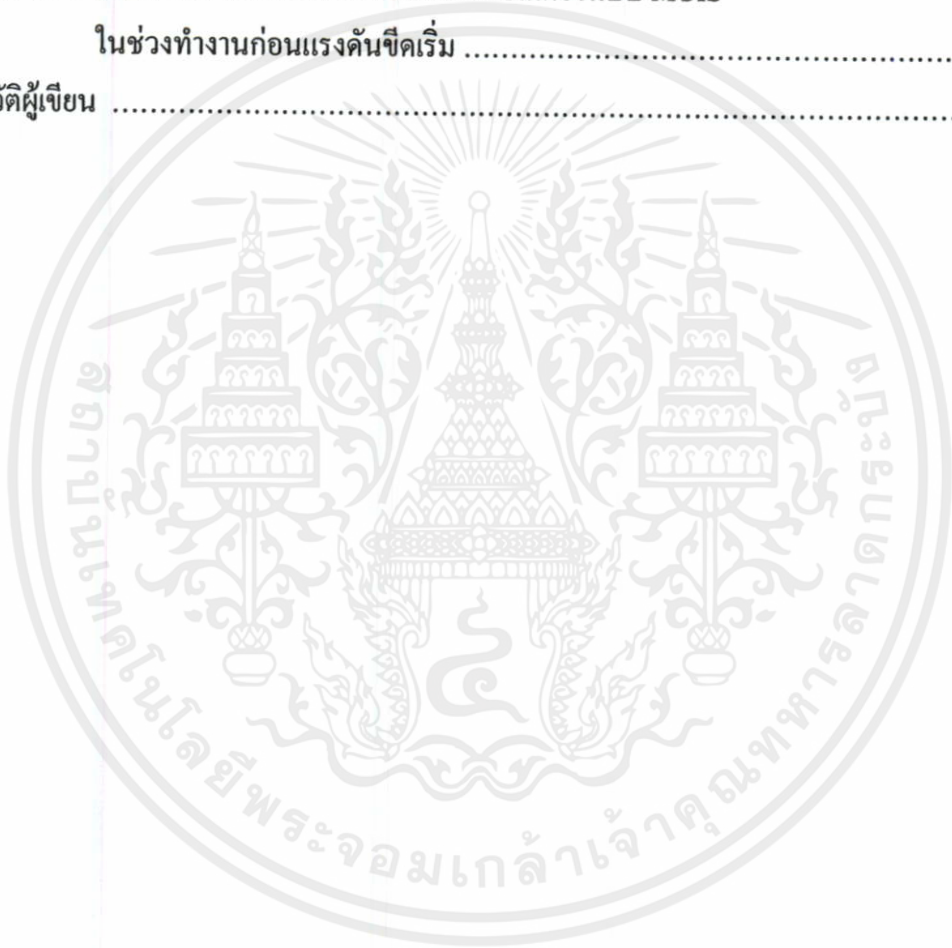 ในช่วงทำงานก่อนแรงดันขีดเริ่ม ................................................................
ผู้เขียน ................................................................
๔
สถาบันเทคโนโลยีพระจอมเกล้าเจ้าคุณทหารลาดกระบัง